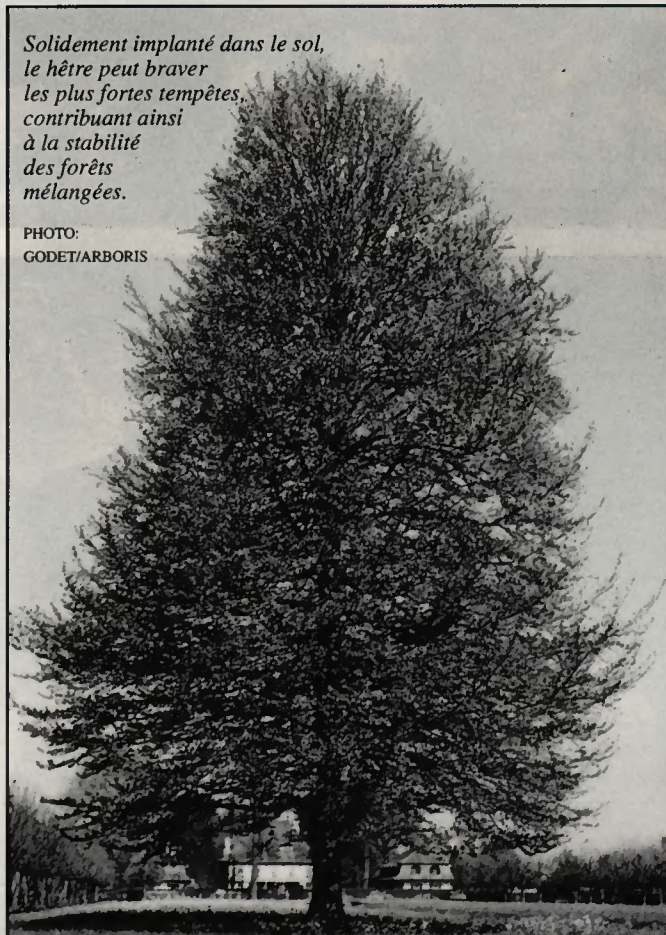 Solidement implanté dans le sol,
le hêtre peut braver
les plus fortes tempêtes,
contribuant ainsi
à la stabilité
des forêts
mélangées.
PHOTO:
GODET/ARBORIS